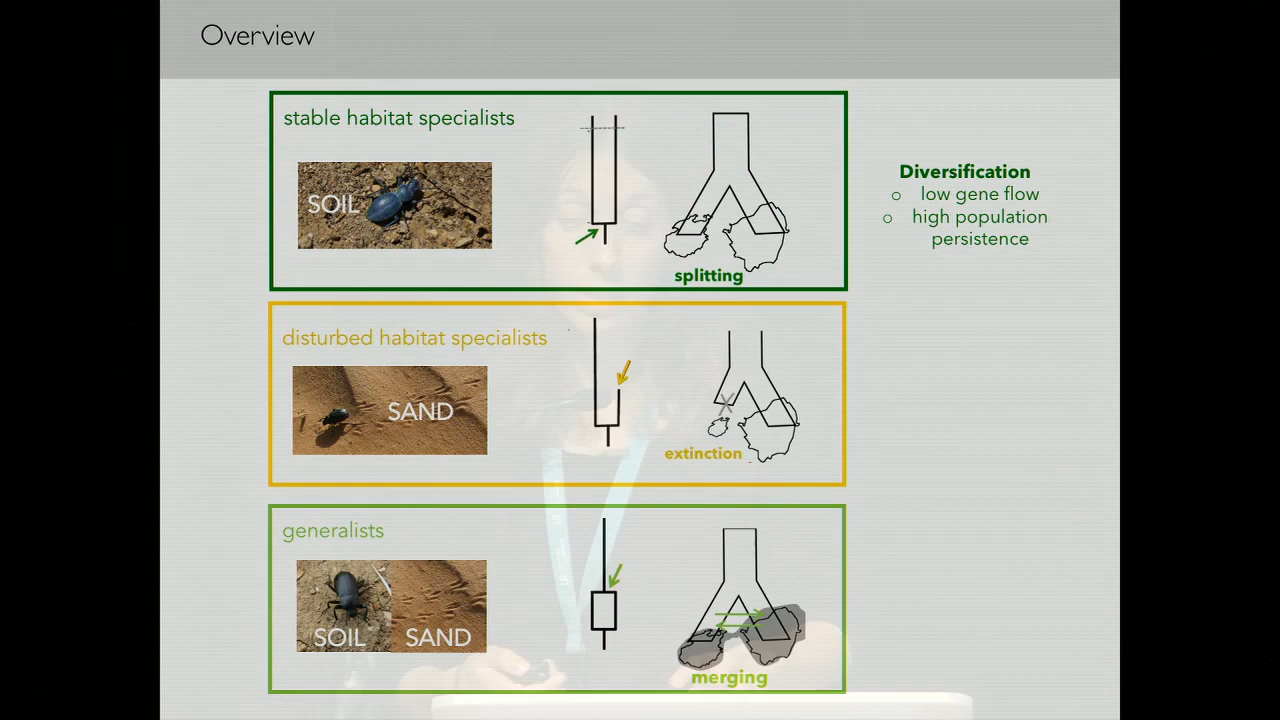 Overview
stable habitat specialists
SOIL
splitting
Diversification
o low gene flow
o high population
persistence
disturbed habitat specialists
SAND
extinction
generalists
SOIL SAND
merging